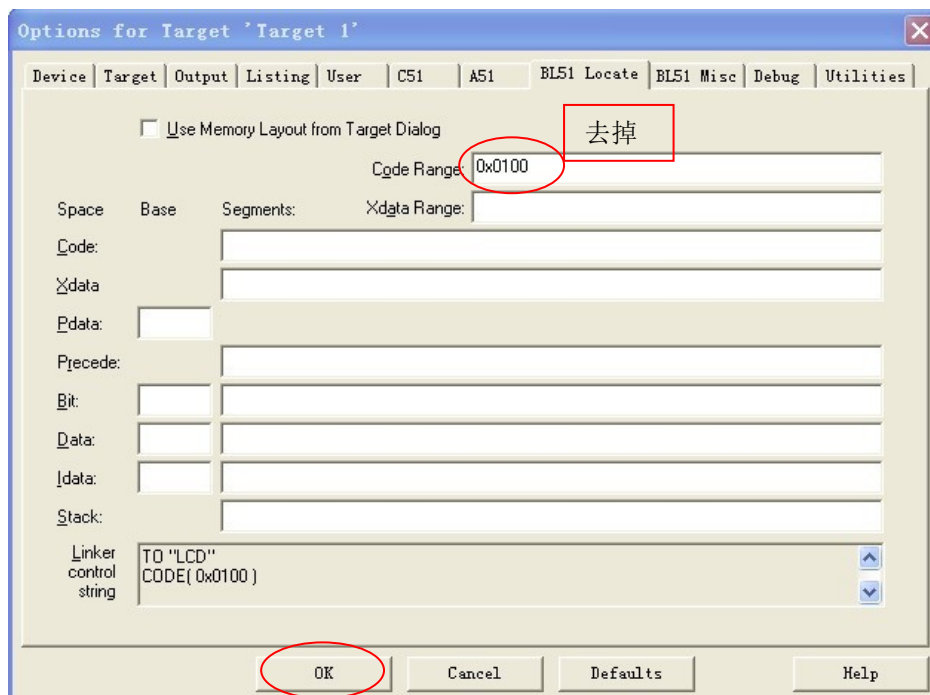 Options for Target 'Target 1'
Device Target Output Listing User C51 A51 BL51 Locate BL51 Misc Debug Utilities
Use Memory Layout from Target Dialog
去掉
Code Range: 0x0100
Space Base Segments: Xdata Range:
Code:
Xdata
Pdata:
Precede:
Bit:
Data:
Idata:
Stack:
Linker control string
TO "LCD"
CODE( 0x0100 )
OK Cancel Defaults Help